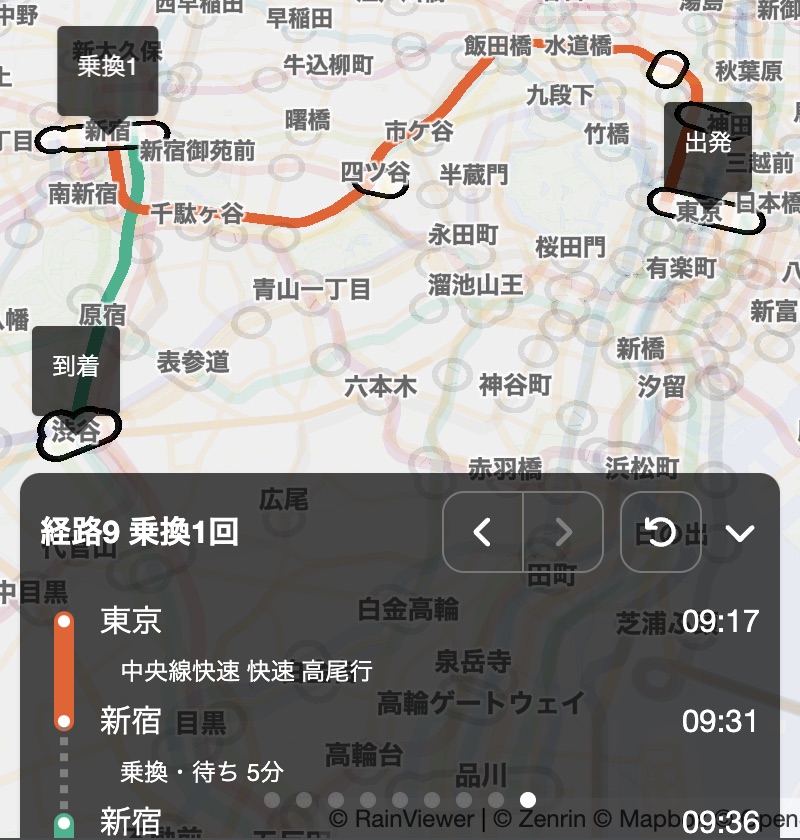 中野
西早稲田
早稲田
湯島
新大久保
乗換1
牛込柳町
飯田橋
水道橋
秋葉原
九段下
曙橋
市ケ谷
竹橋
神田
出発
三越前
丁目
新宿
新宿御苑前
四ツ谷
半蔵門
南新宿
千駄ヶ谷
東京
日本橋
永田町
桜田門
有楽町
青山一丁目
溜池山王
八幡
原宿
新富
新橋
到着
表参道
六本木
神谷町
汐留
渋谷
赤羽橋
浜松町
広尾
経路9 乗換1回
代官山
日の出
田町
中目黒
白金高輪
芝浦ふ
東京
09:17
中央線快速 快速 高尾行
泉岳寺
高輪ゲートウェイ
新宿
目黒
09:31
高輪台
乗換・待ち 5分
品川
新宿
09:36
© RainViewer | © Zenrin © Mapbox © Open